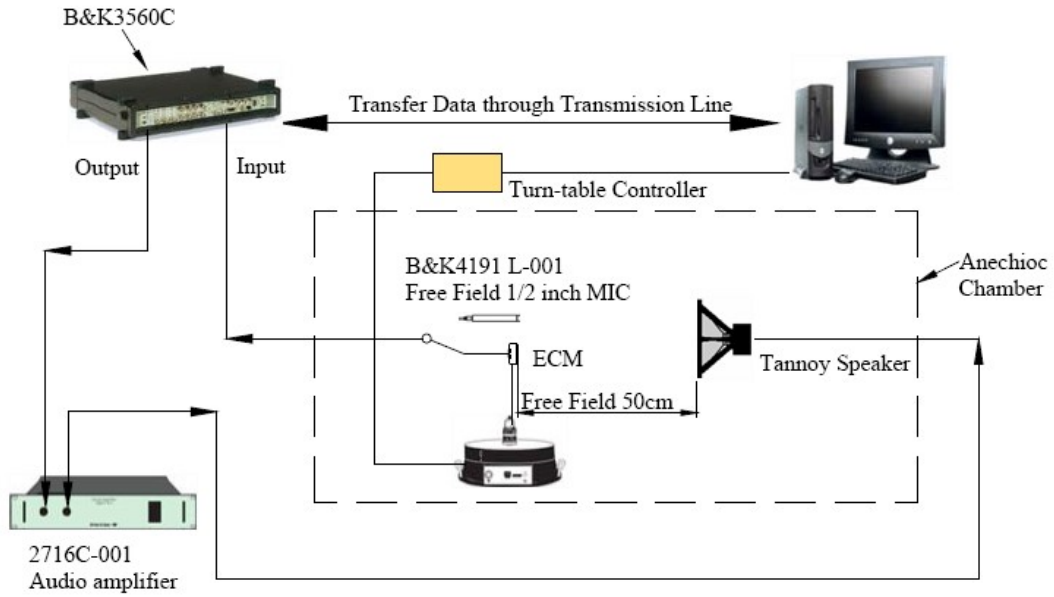 B&K3560C
Transfer Data through Transmission Line
Output
Input
Turn-table Controller
B&K4191 L-001
Free Field 1/2 inch MIC
Anechioc
Chamber
ECM
Tannoy Speaker
Free Field 50cm
2716C-001
Audio amplifier